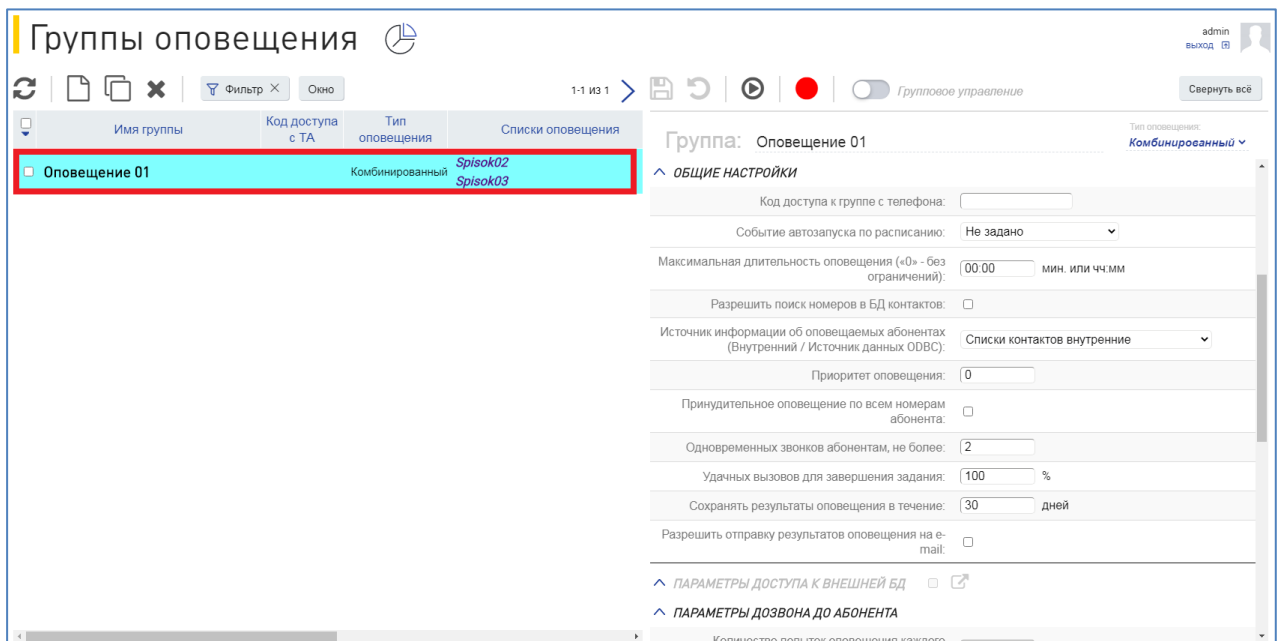 Группы оповещения
admin
выход
Фильтр
Окно
1-1 из 1
Групповое управление
Свернуть всё
Имя группы
Код доступа
с ТА
Тип
оповещения
Списки оповещения
Оповещение 01
Комбинированный
Spisok02
Spisok03
Группа: Оповещение 01
Тип оповещения:
Комбинированный
ОБЩИЕ НАСТРОЙКИ
Код доступа к группе с телефона:
Событие автозапуска по расписанию: Не задано
Максимальная длительность оповещения («0» - без
ограничений):
00:00 мин. или чч:мм
Разрешить поиск номеров в БД контактов:
Источник информации об оповещаемых абонентах
(Внутренний / Источник данных ODBC):
Списки контактов внутренние
Приоритет оповещения: 0
Принудительное оповещение по всем номерам
абонента:
Одновременных звонков абонентам, не более: 2
Удачных вызовов для завершения задания: 100 %
Сохранять результаты оповещения в течение: 30 дней
Разрешить отправку результатов оповещения на e-
mail:
ПАРАМЕТРЫ ДОСТУПА К ВНЕШНЕЙ БД
ПАРАМЕТРЫ ДОЗВОНА ДО АБОНЕНТА
Количество попыток оповещения каждого